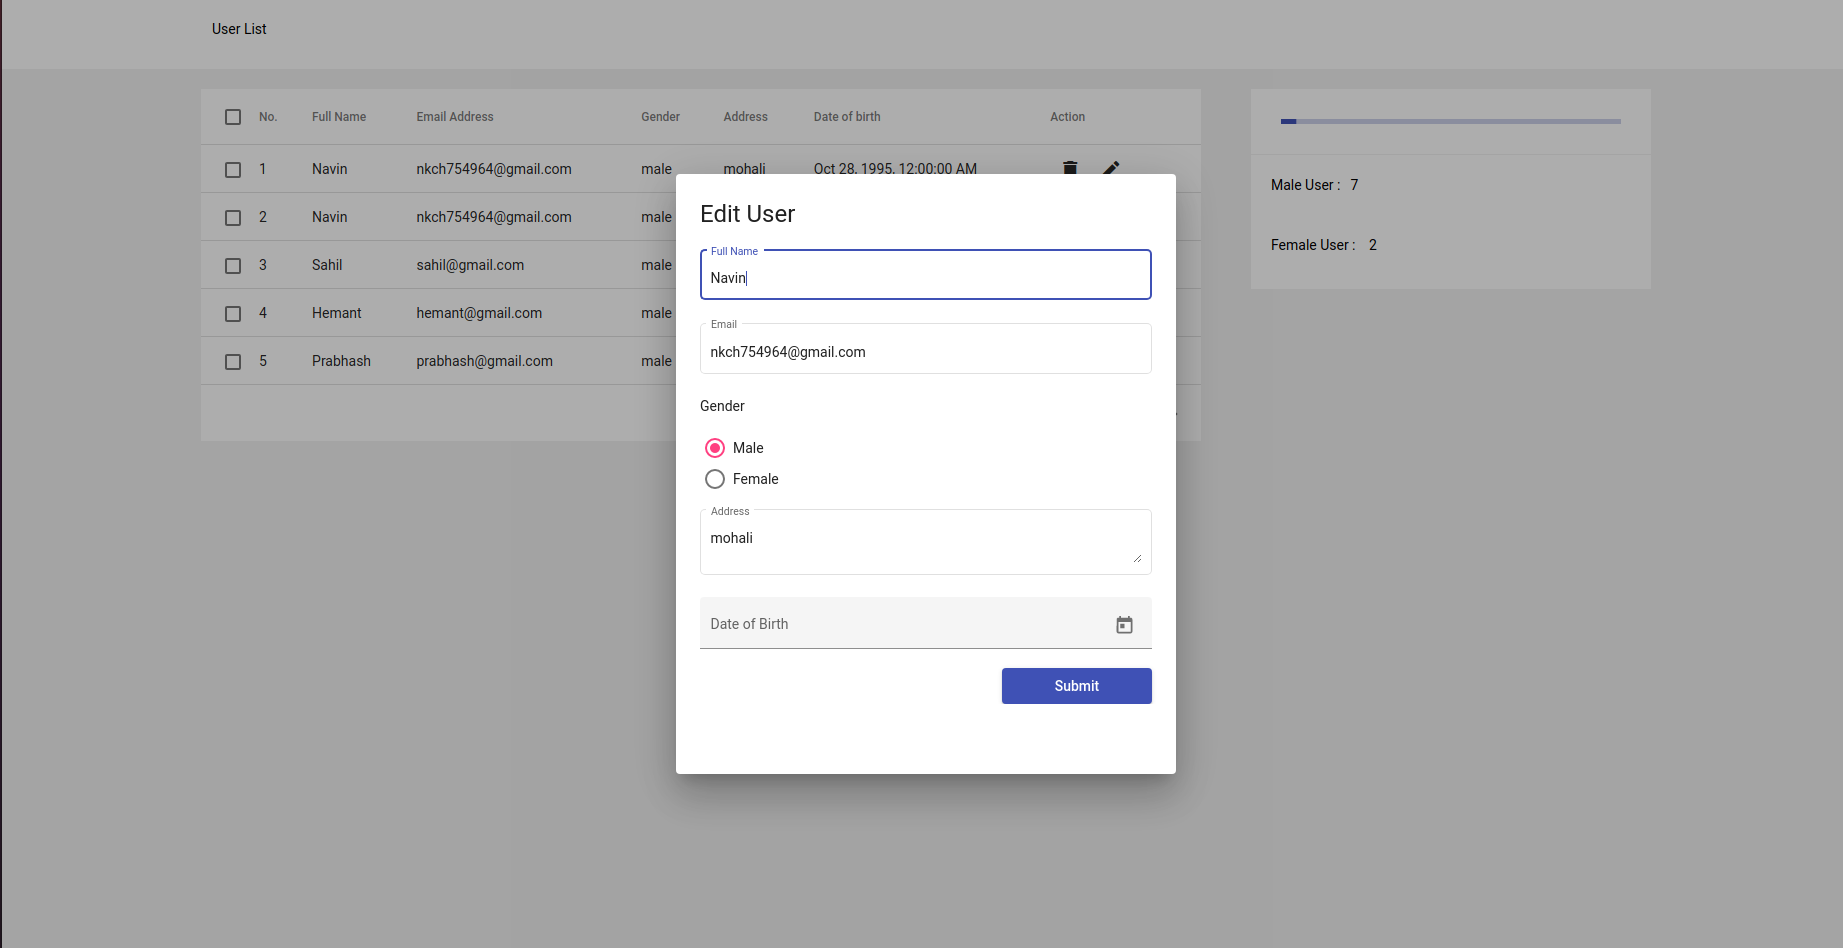 User List
No. Full Name Email Address Gender Address Date of birth Action
1 Navin nkch754964@gmail.com male mohali Oct 28, 1995, 12:00:00 AM
2 Navin nkch754964@gmail.com male
3 Sahil sahil@gmail.com male
4 Hemant hemant@gmail.com male
5 Prabhash prabhash@gmail.com male
Male User : 7
Female User : 2
Edit User
Full Name
Navin
Email
nkch754964@gmail.com
Gender
Male
Female
Address
mohali
Date of Birth
Submit